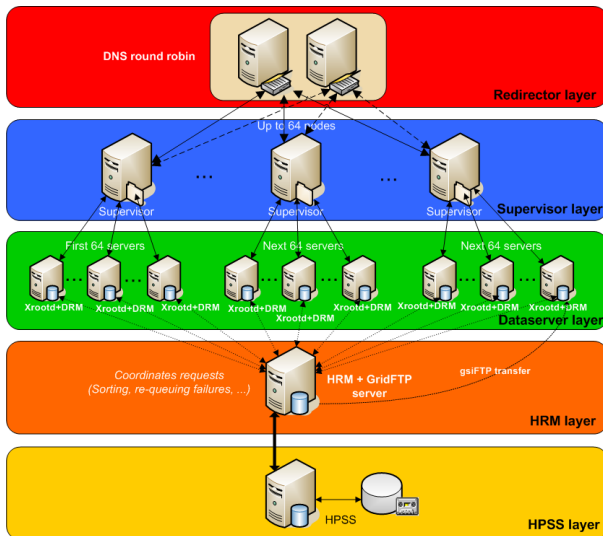 DNS round robin
Redirector layer
Up to 64 nodes
...
...
Supervisor
Supervisor
Supervisor
Supervisor layer
First 64 servers
Next 64 servers
Next 64 servers
... ... ... ... ... ...
Xrootd+DRM
Xrootd+DRM
Xrootd+DRM
Xrootd+DRM
Xrootd+DRM
Xrootd+DRM
Xrootd+DRM
Xrootd+DRM
Xrootd+DRM
Dataserver layer
Coordinates requests
(Sorting, re-queuing failures, ...)
HRM + GridFTP
server
gsiFTP transfer
HRM layer
HPSS
HPSS layer